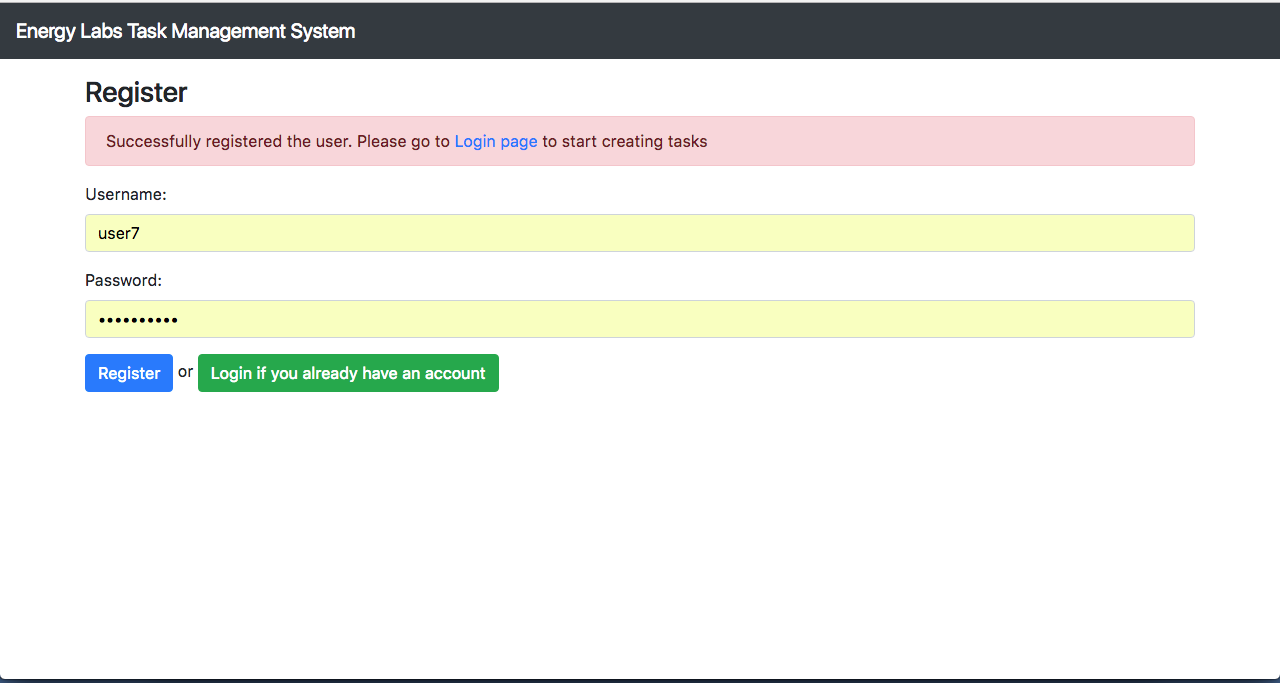 Energy Labs Task Management System
Register
Successfully registered the user. Please go to Login page to start creating tasks
Username:
user7
Password:
••••••••••
Register or Login if you already have an account